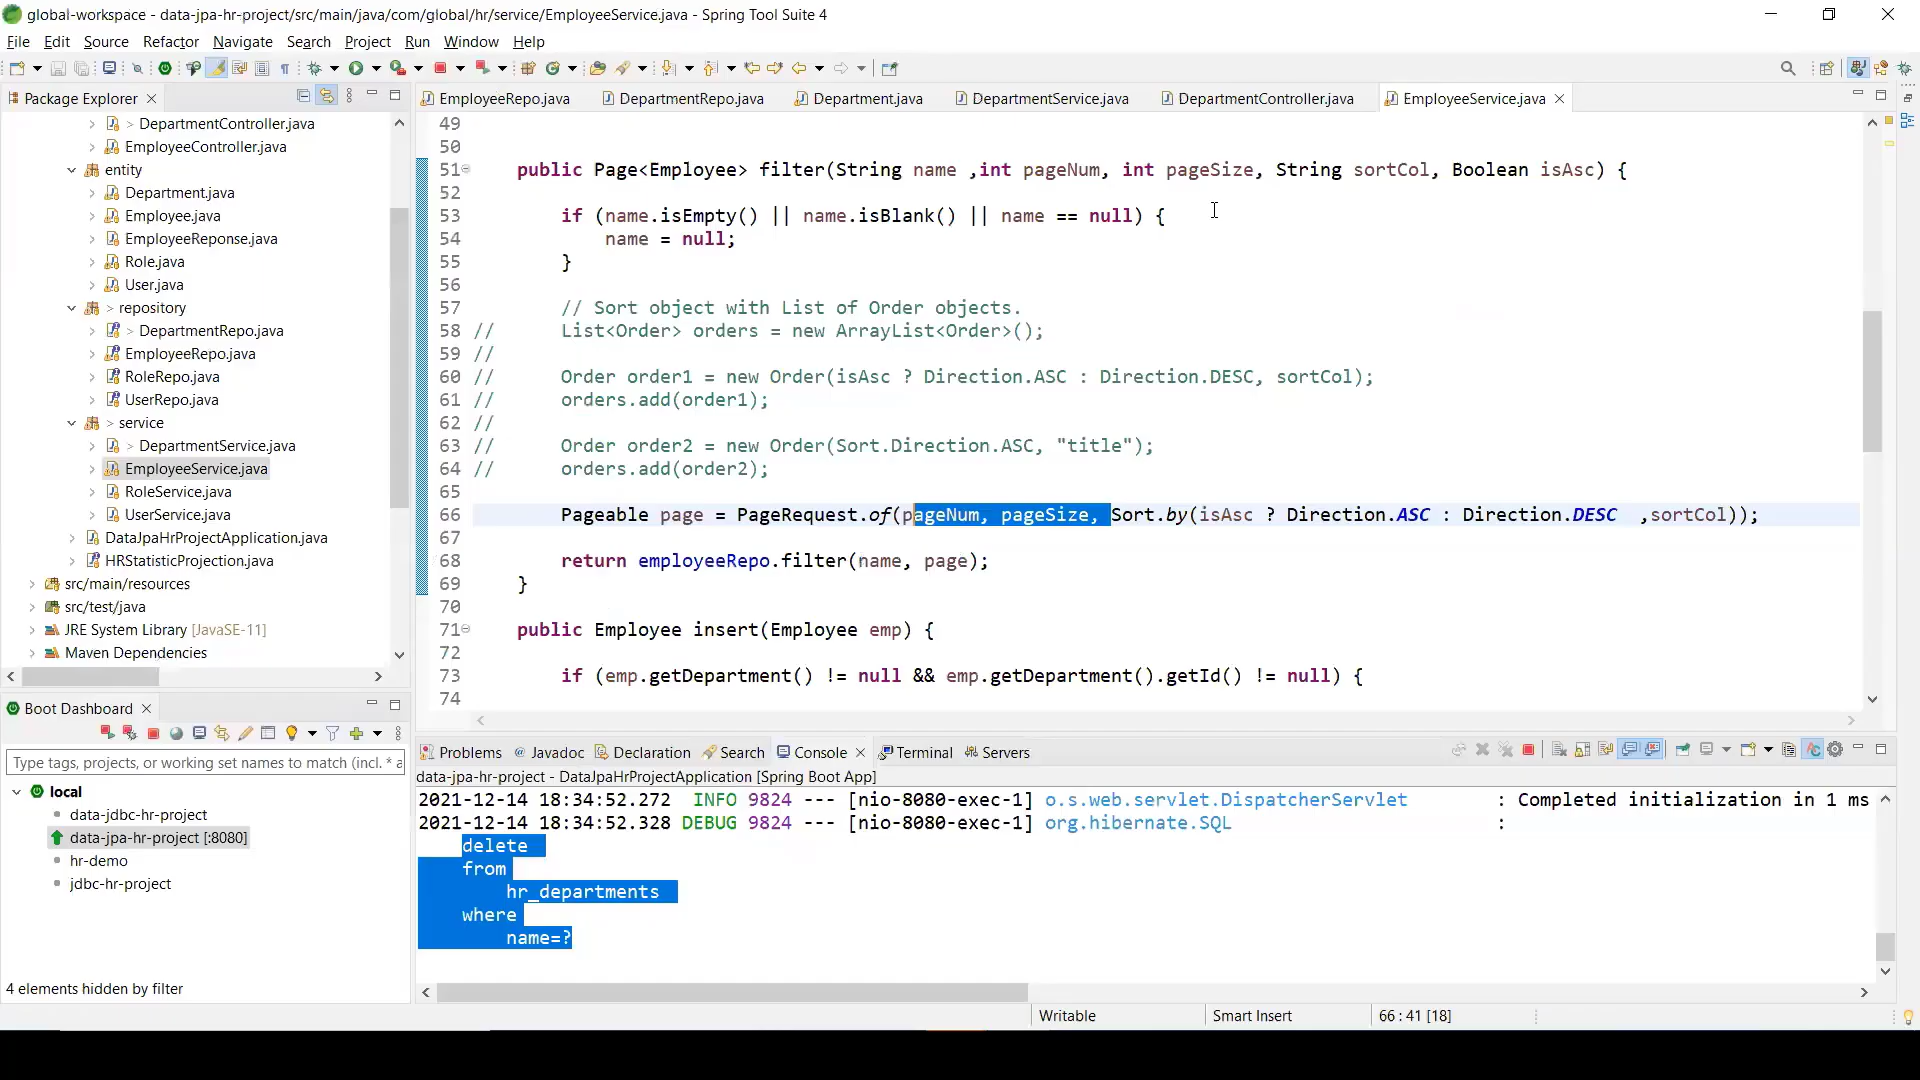 global-workspace - data-jpa-hr-project/src/main/java/com/global/hr/service/EmployeeService.java - Spring Tool Suite 4
File Edit Source Refactor Navigate Search Project Run Window Help
Package Explorer
> DepartmentController.java
EmployeeController.java
entity
Department.java
Employee.java
EmployeeReponse.java
Role.java
User.java
> repository
> DepartmentRepo.java
EmployeeRepo.java
RoleRepo.java
UserRepo.java
> service
> DepartmentService.java
EmployeeService.java
RoleService.java
UserService.java
DataJpaHrProjectApplication.java
HRStatisticProjection.java
src/main/resources
src/test/java
JRE System Library [JavaSE-11]
Maven Dependencies
Boot Dashboard
Type tags, projects, or working set names to match (incl. * a
local
data-jdbc-hr-project
data-jpa-hr-project [:8080]
hr-demo
jdbc-hr-project
4 elements hidden by filter
EmployeeRepo.java DepartmentRepo.java Department.java DepartmentService.java DepartmentController.java EmployeeService.java
49
50
51 public Page<Employee> filter(String name ,int pageNum, int pageSize, String sortCol, Boolean isAsc) {
52
53 if (name.isEmpty() || name.isBlank() || name == null) {
54 name = null;
55 }
56
57 // Sort object with List of Order objects.
58 // List<Order> orders = new ArrayList<Order>();
59 //
60 // Order order1 = new Order(isAsc ? Direction.ASC : Direction.DESC, sortCol);
61 // orders.add(order1);
62 //
63 // Order order2 = new Order(Sort.Direction.ASC, "title");
64 // orders.add(order2);
65
66 Pageable page = PageRequest.of(pageNum, pageSize, Sort.by(isAsc ? Direction.ASC : Direction.DESC ,sortCol));
67
68 return employeeRepo.filter(name, page);
69 }
70
71 public Employee insert(Employee emp) {
72
73 if (emp.getDepartment() != null && emp.getDepartment().getId() != null) {
74
Problems Javadoc Declaration Search Console Terminal Servers
data-jpa-hr-project - DataJpaHrProjectApplication [Spring Boot App]
2021-12-14 18:34:52.272 INFO 9824 --- [nio-8080-exec-1] o.s.web.servlet.DispatcherServlet : Completed initialization in 1 ms
2021-12-14 18:34:52.328 DEBUG 9824 --- [nio-8080-exec-1] org.hibernate.SQL :
delete
from
hr_departments
where
name=?
Writable Smart Insert 66 : 41 [18]